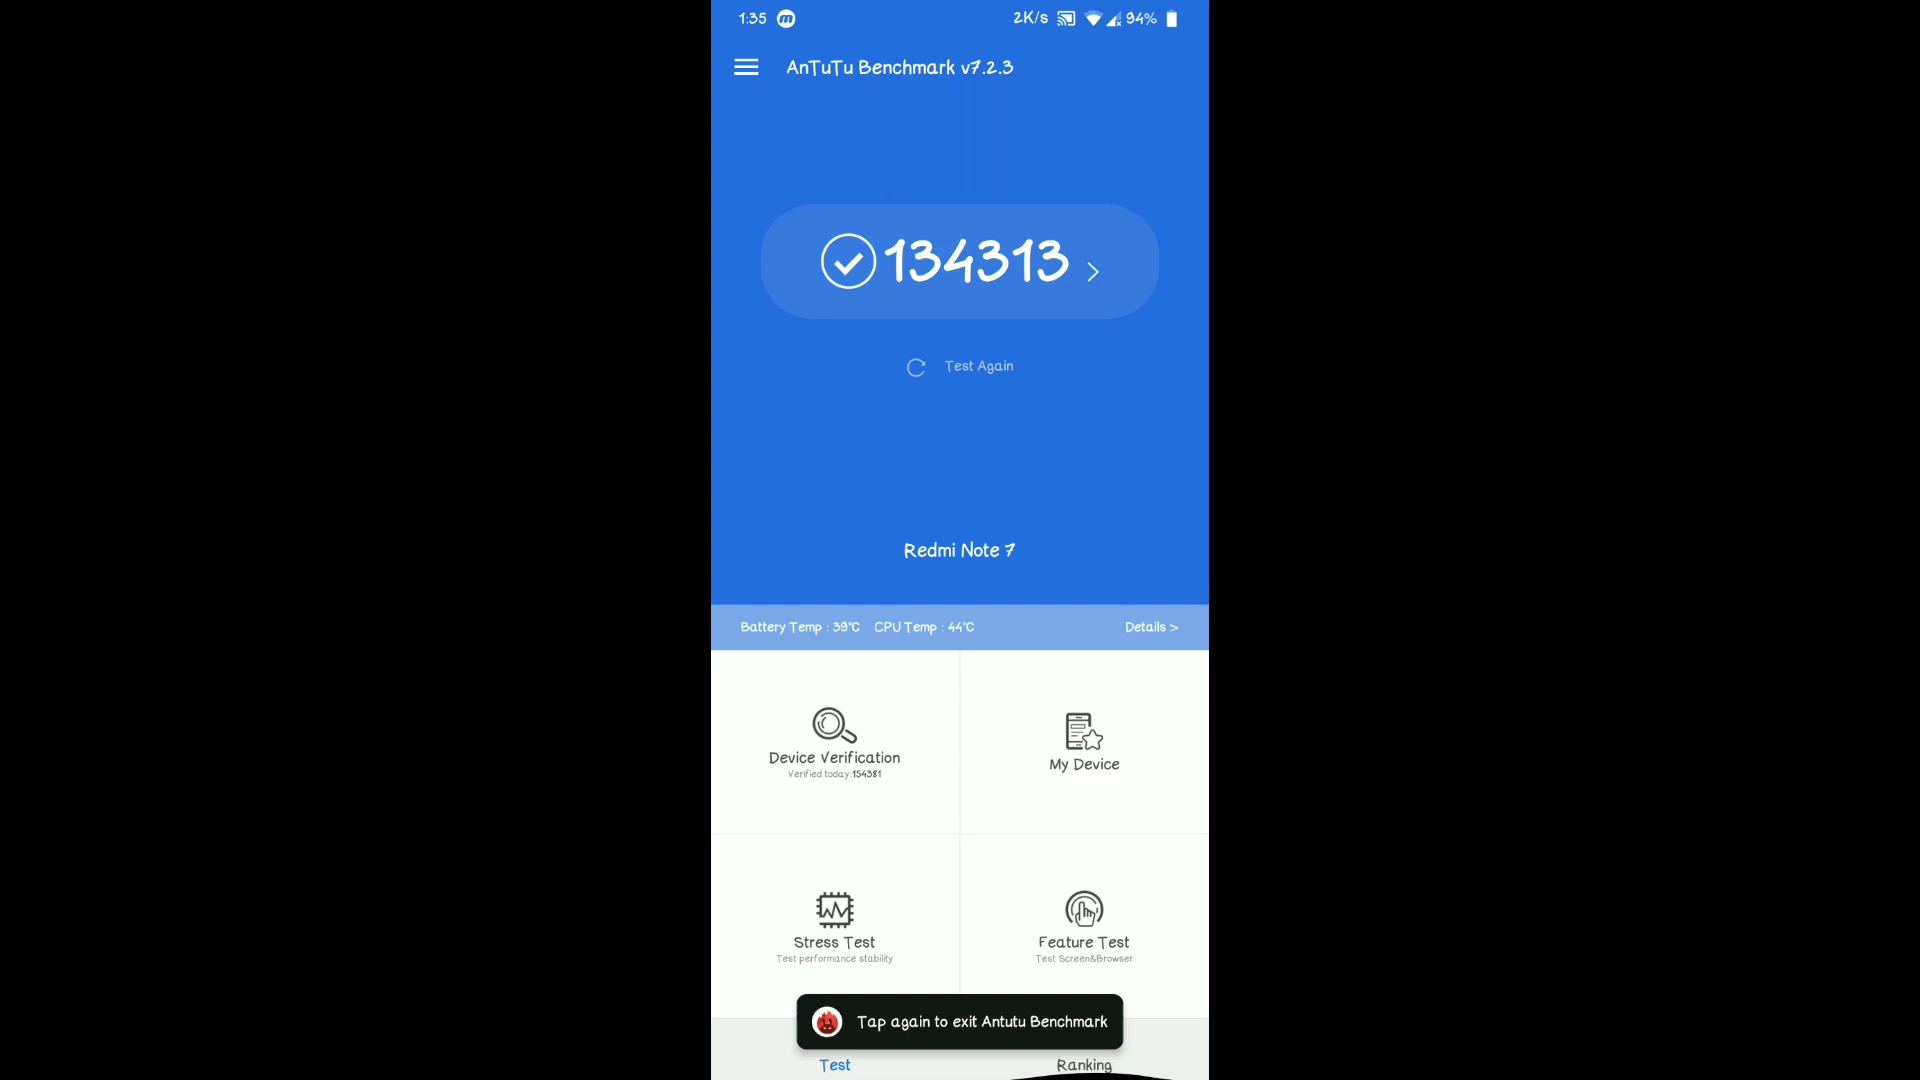 1:35 m 2K/s 94%
AnTuTu Benchmark v7.2.3
134313 >
Test Again
Redmi Note 7
Battery Temp : 39℃ CPU Temp : 44℃ Details >
Device Verification
Verified today:154381
My Device
Stress Test
Test performance stability
Feature Test
Test Screen&Browser
Tap again to exit Antutu Benchmark
Test Ranking